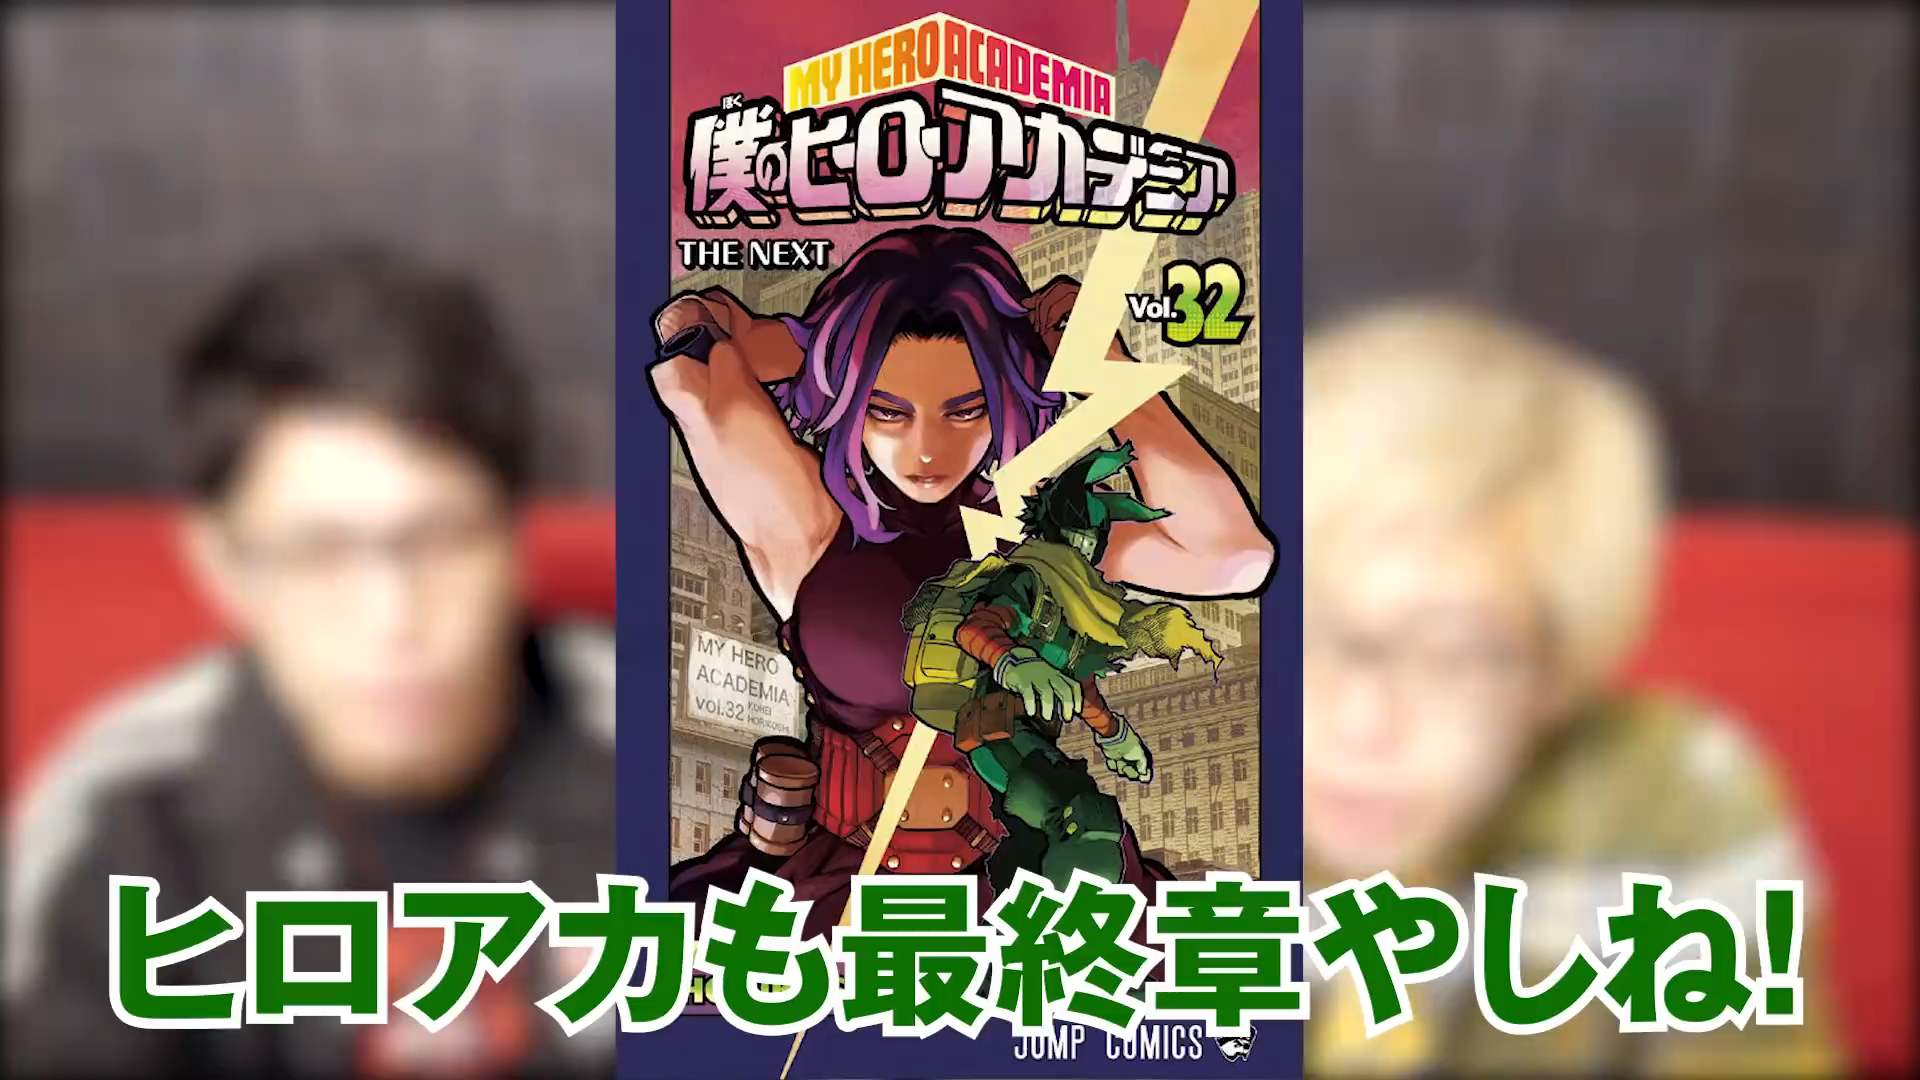 MY HERO ACADEMIA
ぼく
僕のヒーローアカデミア
THE NEXT
Vol.32
MY HERO
ACADEMIA
vol.32 KOHEI
HORIKOSHI
ヒロアカも最終章やしね!
JUMP COMICS